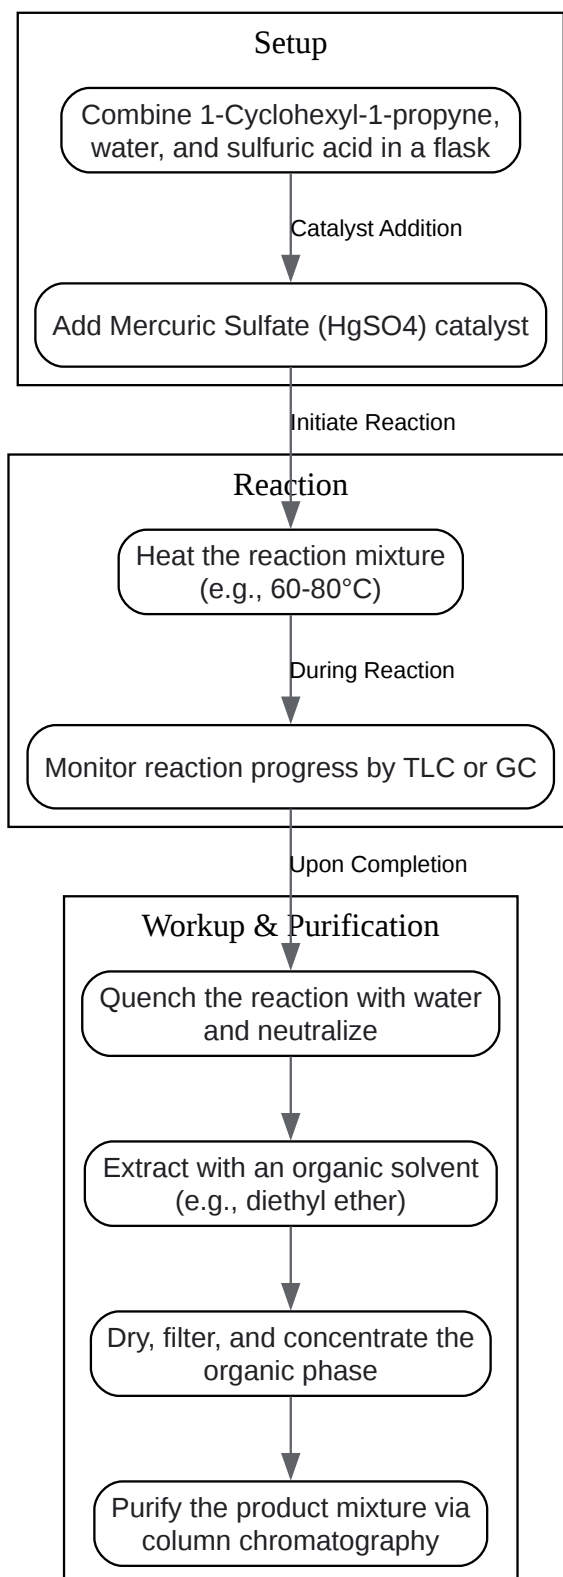 Setup
Combine 1-Cyclohexyl-1-propyne,
water, and sulfuric acid in a flask
Catalyst Addition
Add Mercuric Sulfate (HgSO4) catalyst
Initiate Reaction
Reaction
Heat the reaction mixture
(e.g., 60-80°C)
During Reaction
Monitor reaction progress by TLC or GC
Upon Completion
Workup & Purification
Quench the reaction with water
and neutralize
Extract with an organic solvent
(e.g., diethyl ether)
Dry, filter, and concentrate the
organic phase
Purify the product mixture via
column chromatography